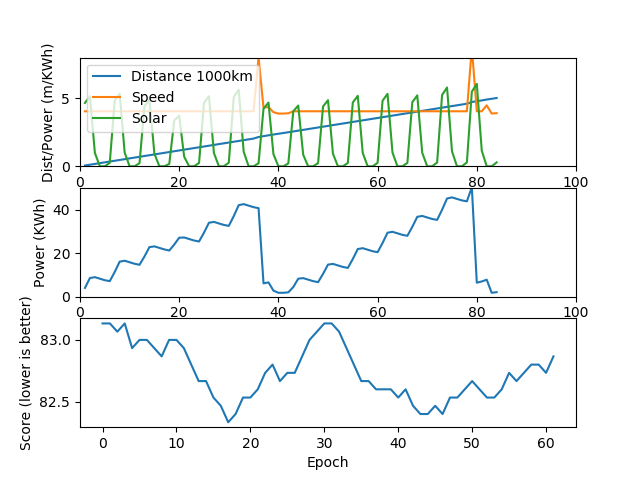 Dist/Power (m/KWh)
5
0
Distance 1000km
Speed
Solar
0 20 40 60 80 100
Power (KWh)
40
20
0
0 20 40 60 80 100
Score (lower is better)
83.0
82.5
0 10 20 30 40 50 60
Epoch